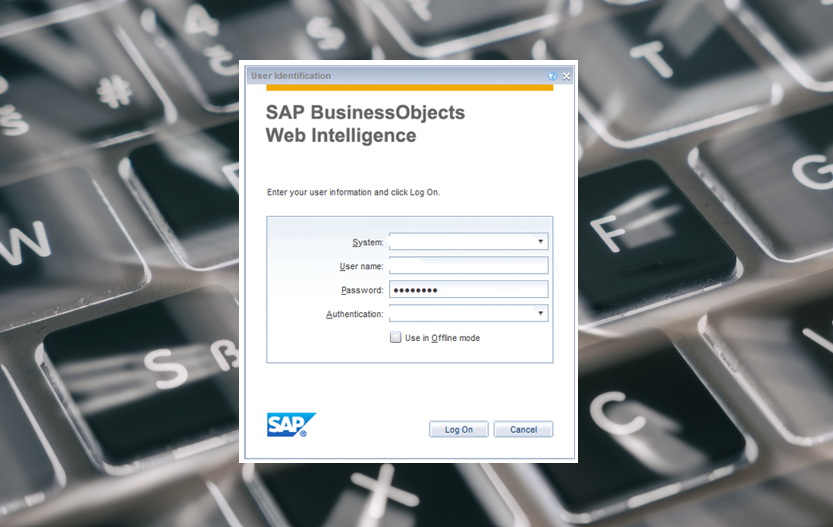 User Identification
SAP BusinessObjects
Web Intelligence
Enter your user information and click Log On.
System:
User name:
Password: ●●●●●●●●
Authentication:
Use in Offline mode
SAP®
Log On
Cancel
#
4
T
G
W
F
S
C
X